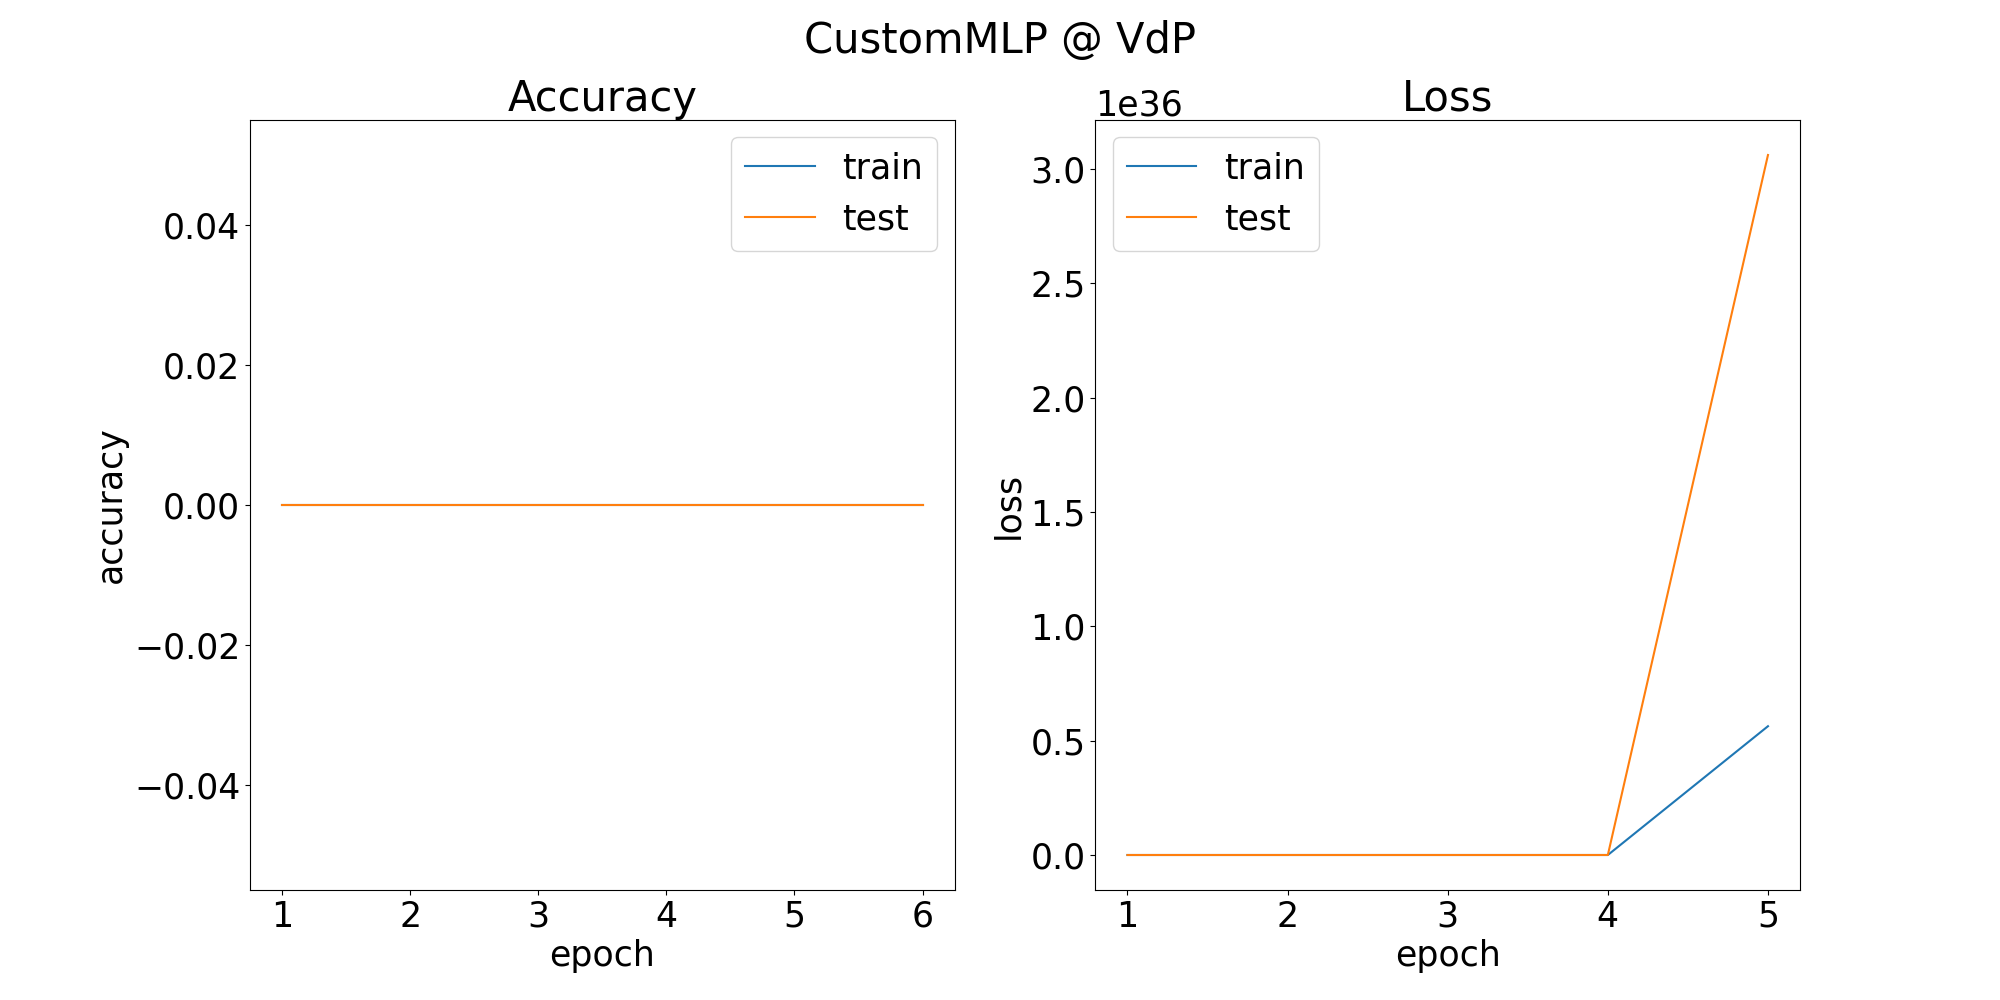 CustomMLP @ VdP
Accuracy
train
test
0.04
0.02
0.00
−0.02
−0.04
accuracy
1 2 3 4 5 6
epoch
Loss
1e36
train
test
3.0
2.5
2.0
1.5
1.0
0.5
0.0
loss
1 2 3 4 5
epoch